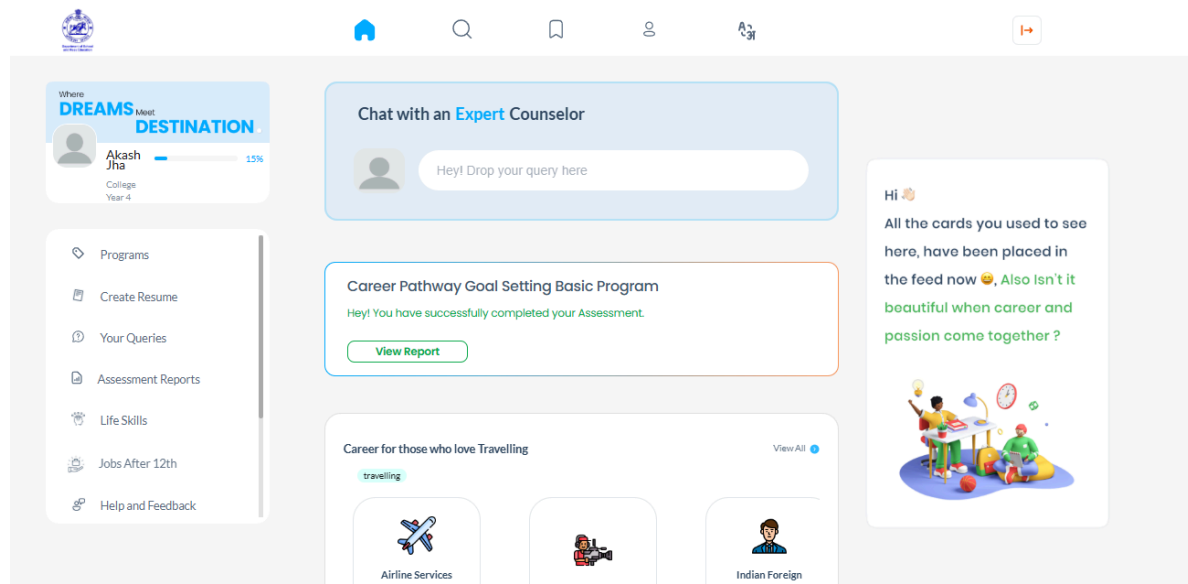 Where
DREAMS Meet
DESTINATION
Akash
Jha
15%
College
Year 4
Programs
Create Resume
Your Queries
Assessment Reports
Life Skills
Jobs After 12th
Help and Feedback
Chat with an Expert Counselor
Hey! Drop your query here
Career Pathway Goal Setting Basic Program
Hey! You have successfully completed your Assessment.
View Report
Career for those who love Travelling
View All
travelling
Airline Services
Indian Foreign
Hi 👋🏻
All the cards you used to see
here, have been placed in
the feed now 😄, Also Isn't it
beautiful when career and
passion come together ?